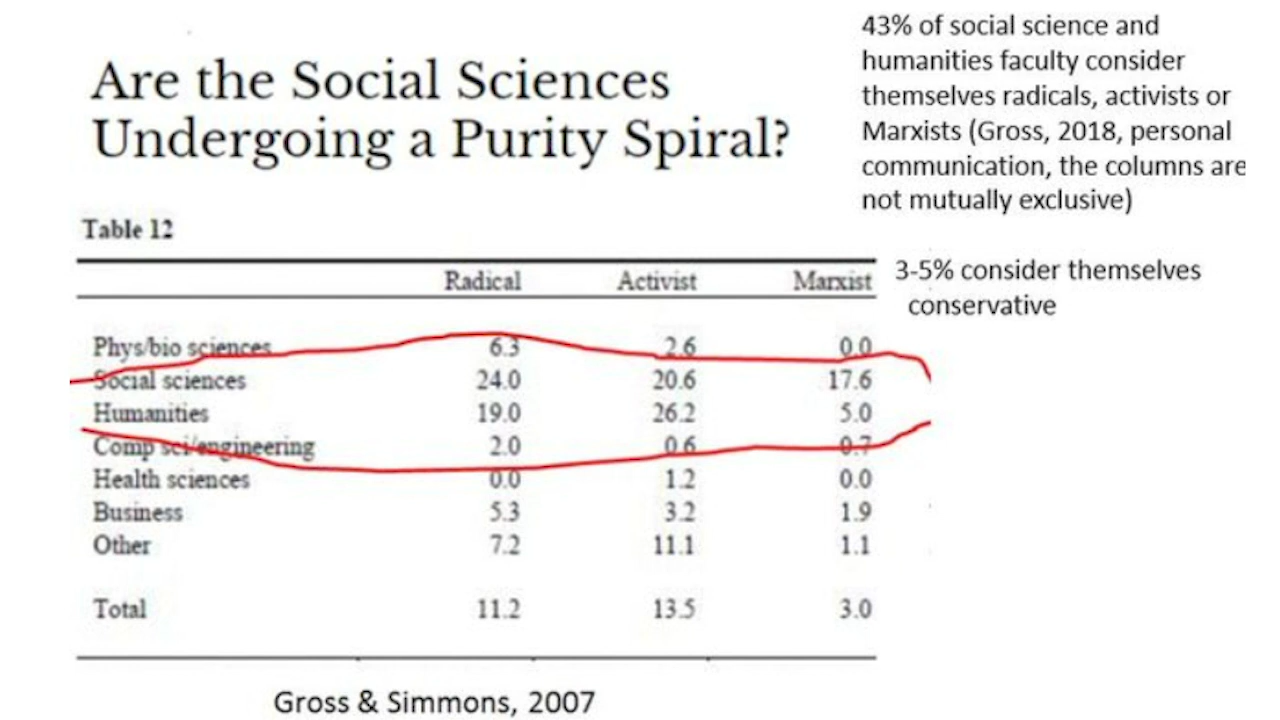 Are the Social Sciences
Undergoing a Purity Spiral?
43% of social science and
humanities faculty consider
themselves radicals, activists or
Marxists (Gross, 2018, personal
communication, the columns are
not mutually exclusive)
3-5% consider themselves
conservative
Table 12
Radical Activist Marxist
Phys/bio sciences 6.3 2.6 0.0
Social sciences 24.0 20.6 17.6
Humanities 19.0 26.2 5.0
Comp sci/engineering 2.0 0.6 0.7
Health sciences 0.0 1.2 0.0
Business 5.3 3.2 1.9
Other 7.2 11.1 1.1
Total 11.2 13.5 3.0
Gross & Simmons, 2007